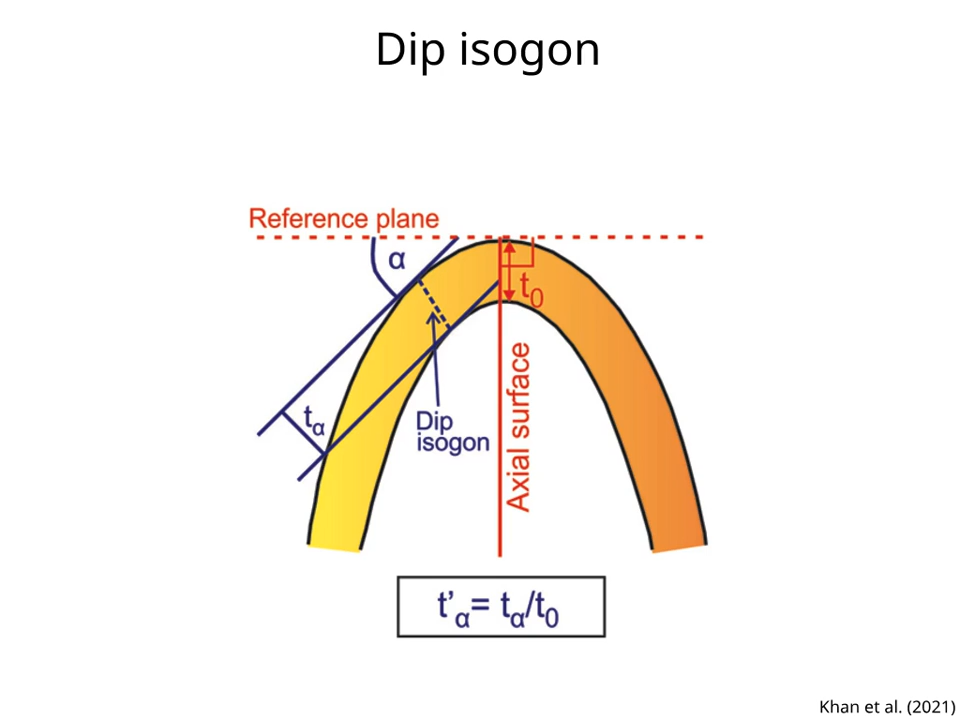 Dip isogon
Reference plane
α
t₀
tα
Dip
isogon
Axial surface
t’α= tα/t₀
Khan et al. (2021)